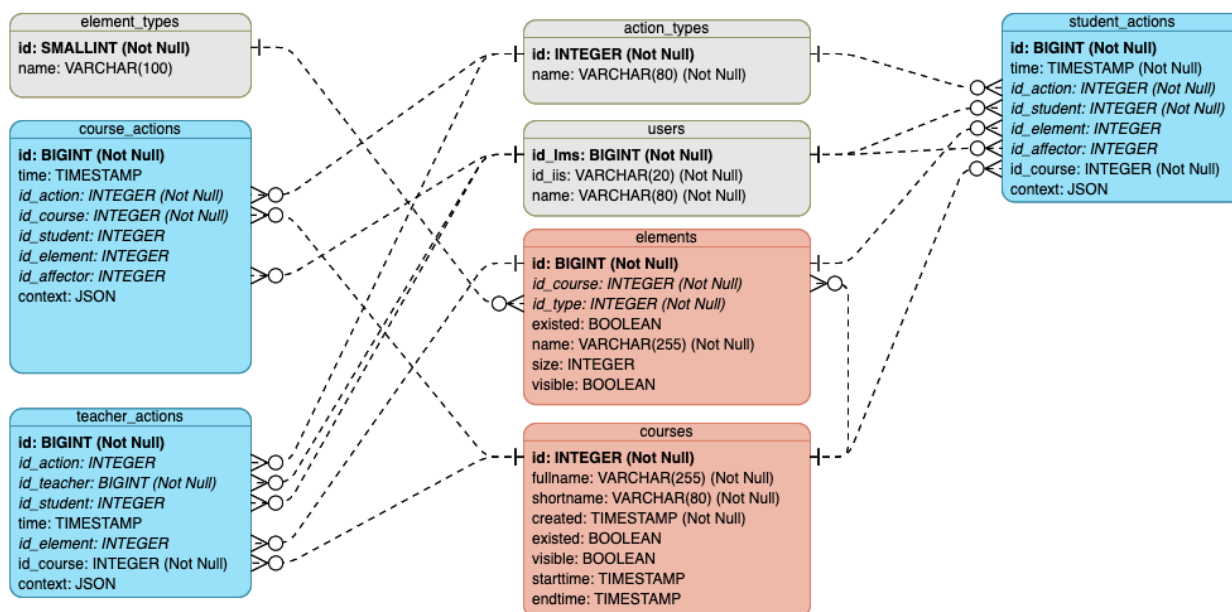 element_types
id: SMALLINT (Not Null)
name: VARCHAR(100)
course_actions
id: BIGINT (Not Null)
time: TIMESTAMP
id_action: INTEGER (Not Null)
id_course: INTEGER (Not Null)
id_student: INTEGER
id_element: INTEGER
id_affector: INTEGER
context: JSON
teacher_actions
id: BIGINT (Not Null)
id_action: INTEGER
id_teacher: BIGINT (Not Null)
id_student: INTEGER
time: TIMESTAMP
id_element: INTEGER
id_course: INTEGER (Not Null)
context: JSON
action_types
id: INTEGER (Not Null)
name: VARCHAR(80) (Not Null)
users
id_lms: BIGINT (Not Null)
id_iis: VARCHAR(20) (Not Null)
name: VARCHAR(80) (Not Null)
elements
id: BIGINT (Not Null)
id_course: INTEGER (Not Null)
id_type: INTEGER (Not Null)
existed: BOOLEAN
name: VARCHAR(255) (Not Null)
size: INTEGER
visible: BOOLEAN
courses
id: INTEGER (Not Null)
fullname: VARCHAR(255) (Not Null)
shortname: VARCHAR(80) (Not Null)
created: TIMESTAMP (Not Null)
existed: BOOLEAN
visible: BOOLEAN
starttime: TIMESTAMP
endtime: TIMESTAMP
student_actions
id: BIGINT (Not Null)
time: TIMESTAMP (Not Null)
id_action: INTEGER (Not Null)
id_student: INTEGER (Not Null)
id_element: INTEGER
id_affector: INTEGER
id_course: INTEGER (Not Null)
context: JSON